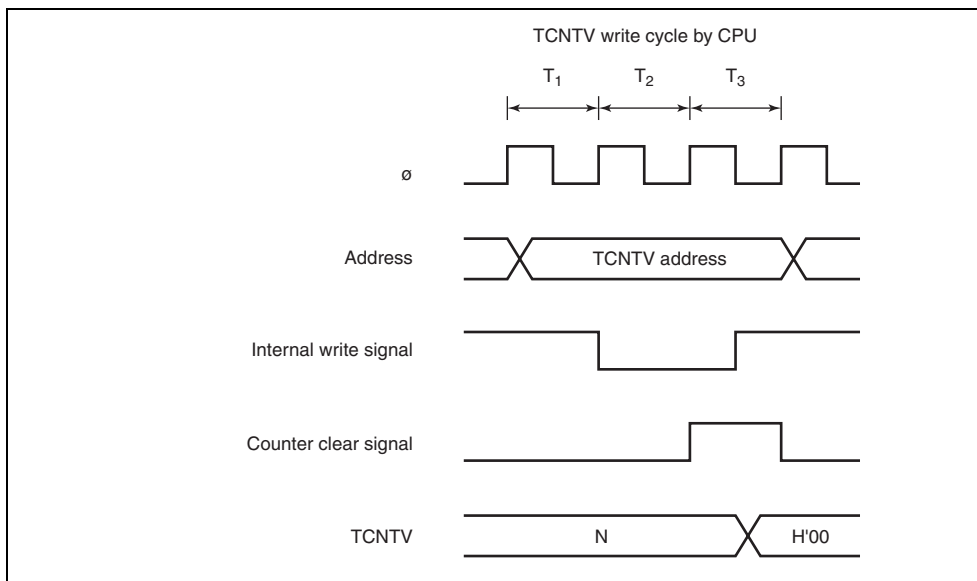 TCNTV write cycle by CPU
T1 T2 T3
ø
Address TCNTV address
Internal write signal
Counter clear signal
TCNTV N H'00